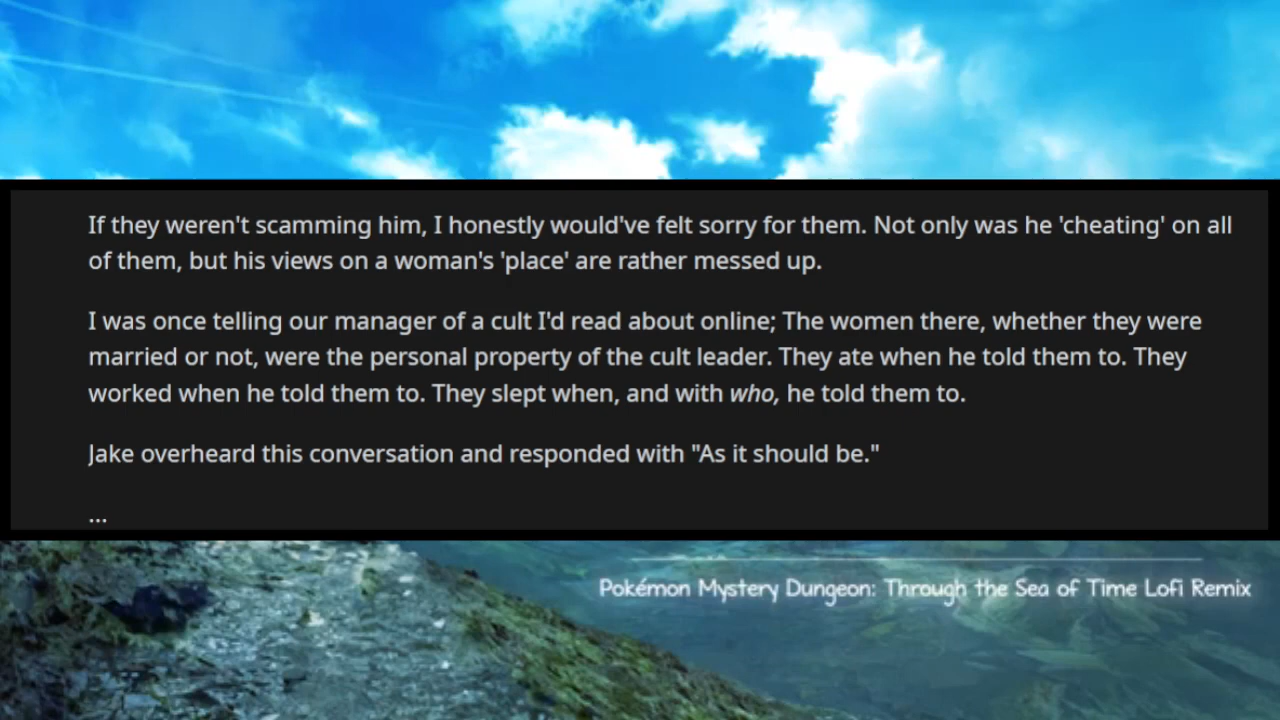 If they weren't scamming him, I honestly would've felt sorry for them. Not only was he 'cheating' on all
of them, but his views on a woman's 'place' are rather messed up.
I was once telling our manager of a cult I'd read about online; The women there, whether they were
married or not, were the personal property of the cult leader. They ate when he told them to. They
worked when he told them to. They slept when, and with who, he told them to.
Jake overheard this conversation and responded with "As it should be."
...
Pokémon Mystery Dungeon: Through the Sea of Time Lofi Remix